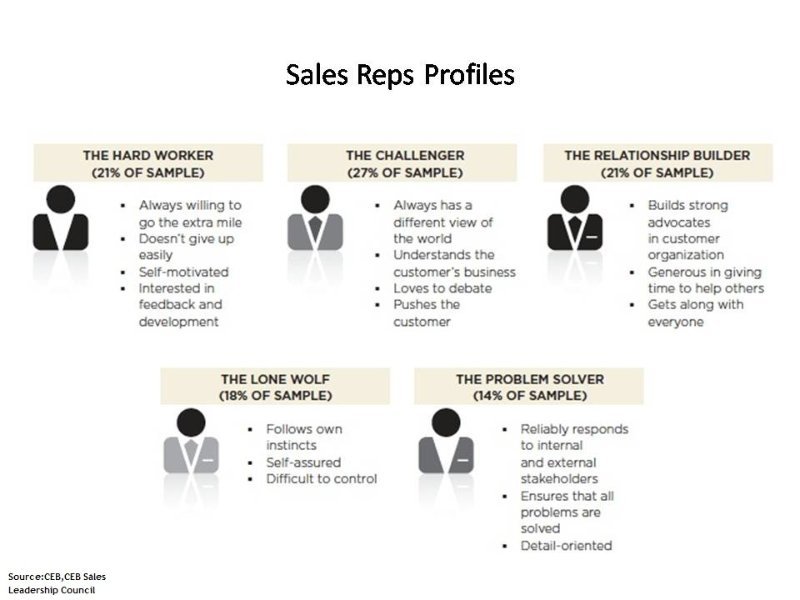 Sales Reps Profiles
THE HARD WORKER
(21% OF SAMPLE)
▪ Always willing to
go the extra mile
▪ Doesn't give up
easily
▪ Self-motivated
▪ Interested in
feedback and
development
THE CHALLENGER
(27% OF SAMPLE)
▪ Always has a
different view of
the world
▪ Understands the
customer's business
▪ Loves to debate
▪ Pushes the
customer
THE RELATIONSHIP BUILDER
(21% OF SAMPLE)
▪ Builds strong
advocates
in customer
organization
▪ Generous in giving
time to help others
▪ Gets along with
everyone
THE LONE WOLF
(18% OF SAMPLE)
▪ Follows own
instincts
▪ Self-assured
▪ Difficult to control
THE PROBLEM SOLVER
(14% OF SAMPLE)
▪ Reliably responds
to internal
and external
stakeholders
▪ Ensures that all
problems are
solved
▪ Detail-oriented
Source:CEB,CEB Sales
Leadership Council